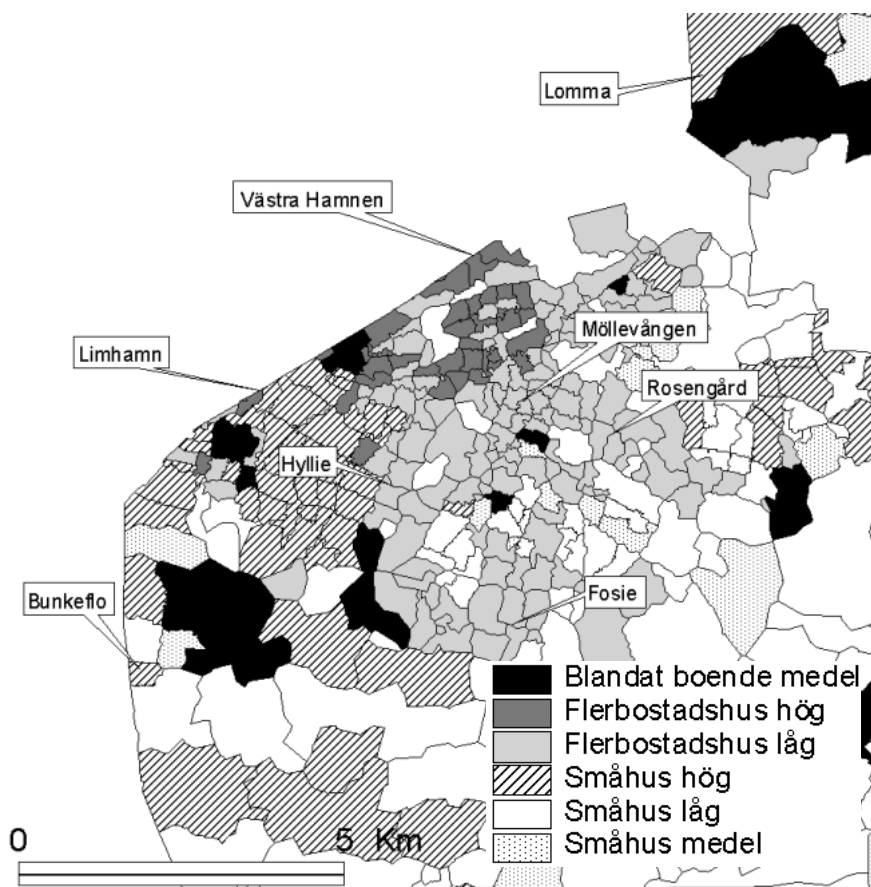 Lomma
Västra Hamnen
Möllevången
Limhamn
Rosengård
Hyllie
Bunkeflo
Fosie
Blandat boende medel
Flerbostadshus hög
Flerbostadshus låg
Småhus hög
Småhus låg
Småhus medel
0 5 Km